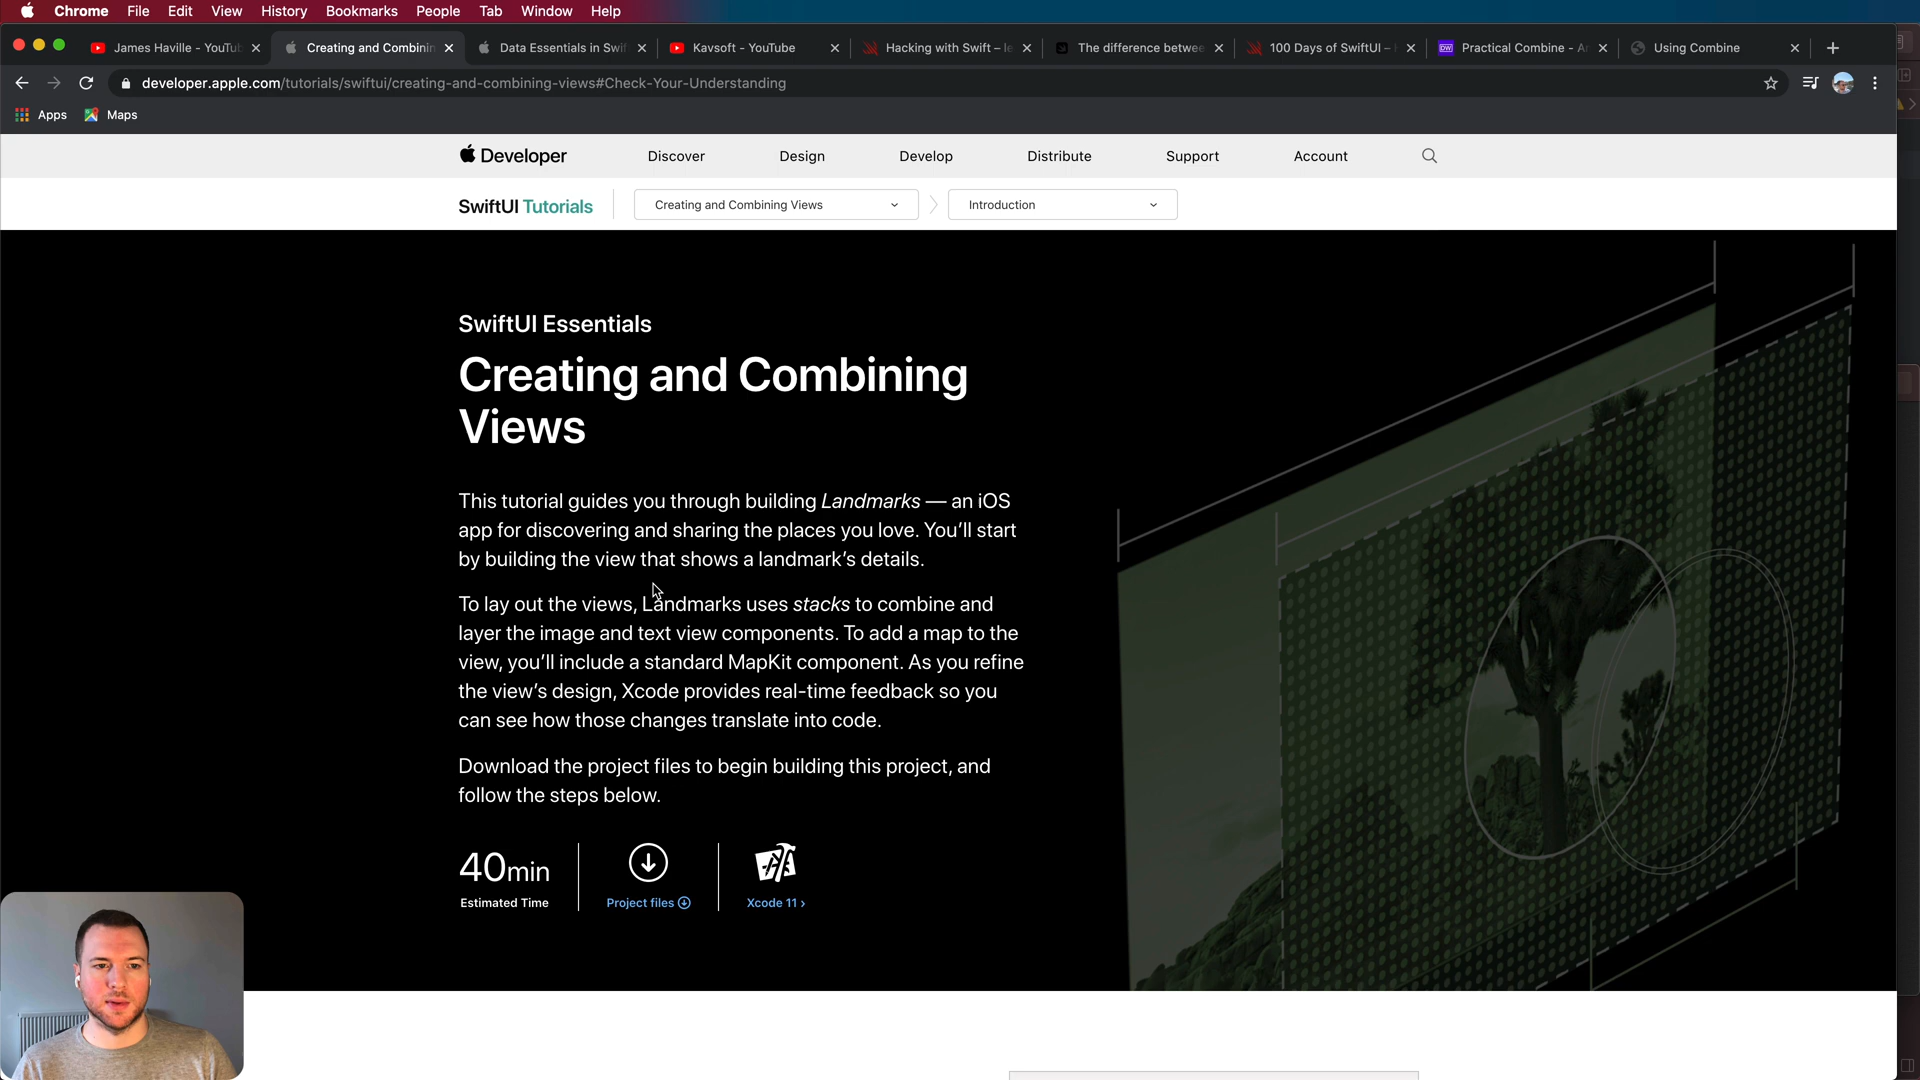 Chrome File Edit View History Bookmarks People Tab Window Help
James Haville - YouTu
Creating and Combinin
Data Essentials in Swif
Kavsoft - YouTube
Hacking with Swift – le
The difference betwee
100 Days of SwiftUI –
Practical Combine - A
Using Combine
developer.apple.com/tutorials/swiftui/creating-and-combining-views#Check-Your-Understanding
Apps Maps
Developer Discover Design Develop Distribute Support Account
SwiftUI Tutorials Creating and Combining Views Introduction
SwiftUI Essentials
Creating and Combining
Views
This tutorial guides you through building Landmarks — an iOS
app for discovering and sharing the places you love. You’ll start
by building the view that shows a landmark’s details.
To lay out the views, Landmarks uses stacks to combine and
layer the image and text view components. To add a map to the
view, you’ll include a standard MapKit component. As you refine
the view’s design, Xcode provides real-time feedback so you
can see how those changes translate into code.
Download the project files to begin building this project, and
follow the steps below.
40min
Estimated Time Project files Xcode 11 ›